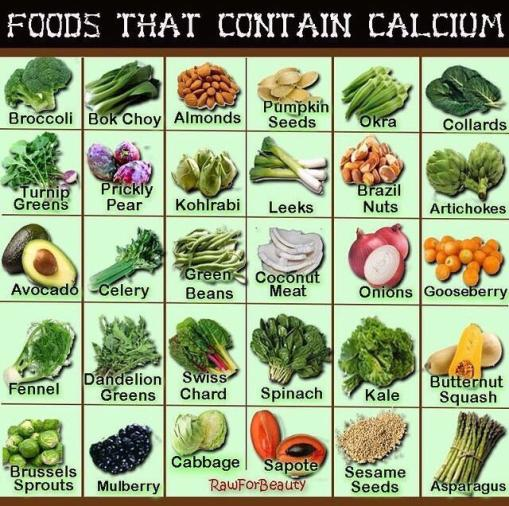 FOODS THAT CONTAIN CALCIUM
Broccoli
Bok Choy
Almonds
Pumpkin
Seeds
Okra
Collards
Turnip
Greens
Prickly
Pear
Kohlrabi
Leeks
Brazil
Nuts
Artichokes
Avocado
Celery
Green
Beans
Coconut
Meat
Onions
Gooseberry
Fennel
Dandelion
Greens
Swiss
Chard
Spinach
Kale
Butternut
Squash
Brussels
Sprouts
Mulberry
Cabbage
Sapote
Sesame
Seeds
Asparagus
RawForBeauty